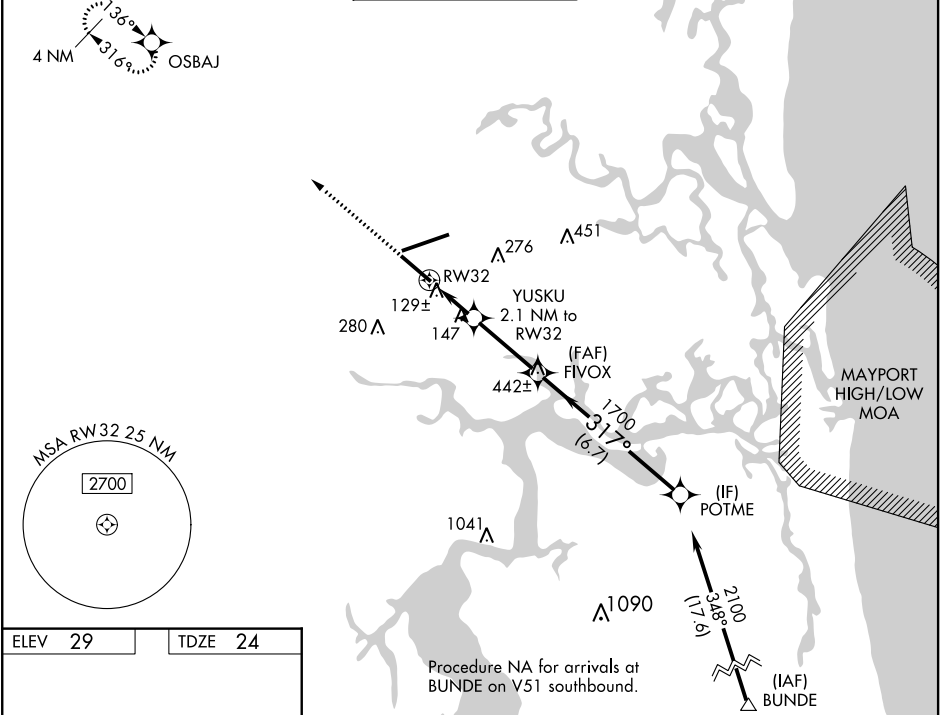 136°
316°
4 NM
OSBAJ
451
276
RW32
129±
YUSKU
2.1 NM to
RW32
147
280
(FAF)
FIVOX
442±
1700
317°
(6.7)
MAYPORT
HIGH/LOW
MOA
MSA RW32 25 NM
2700
(IF)
POTME
1041
1090
2100
348°
(17.6)
Procedure NA for arrivals at
BUNDE on V51 southbound.
(IAF)
BUNDE
ELEV 29
TDZE 24